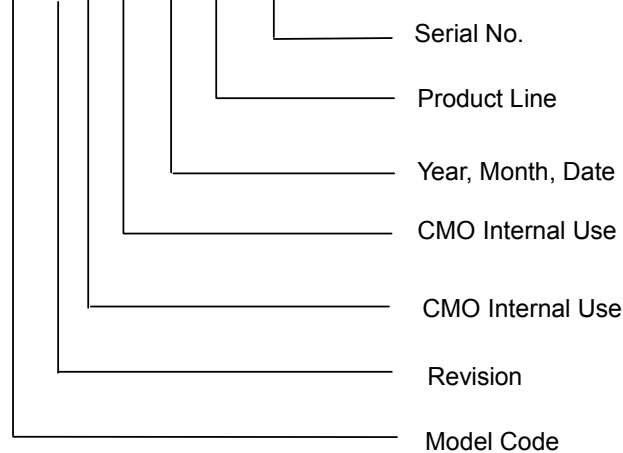 Serial No.
Product Line
Year, Month, Date
CMO Internal Use
CMO Internal Use
Revision
Model Code